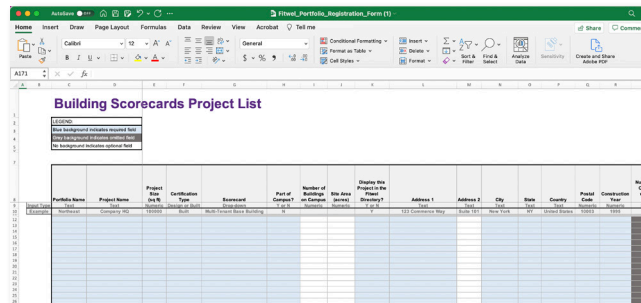 AutoSave
Fitwel_Portfolio_Registration_Form (1)
Home Insert Draw Page Layout Formulas Data Review View Acrobat Tell me
Share Comme
Paste
Calibri 12
General
Conditional Formatting
Format as Table
Cell Styles
Insert
Delete
Format
Sort & Filter
Find & Select
Analyze Data
Sensitivity
Create and Share Adobe PDF
A171 fx
Building Scorecards Project List
LEGEND:
Blue background indicates required field
Grey background indicates omitted field
No background indicates optional field
Portfolio Name
Project Name
Project Size (sq ft)
Certification Type
Scorecard
Part of Campus?
Number of Buildings on Campus
Site Area (acres)
Display this Project in the Fitwel Directory?
Address 1
Address 2
City
State
Country
Postal Code
Construction Year
Input Type Text Text Numeric Design or Built Drop-down Y or N Numeric Numeric Y or N Text Text Text Text Text Numeric Numeric
Example Northeast Company HQ 100000 Built Multi-Tenant Base Building N Y 123 Commerce Way Suite 101 New York NY United States 10003